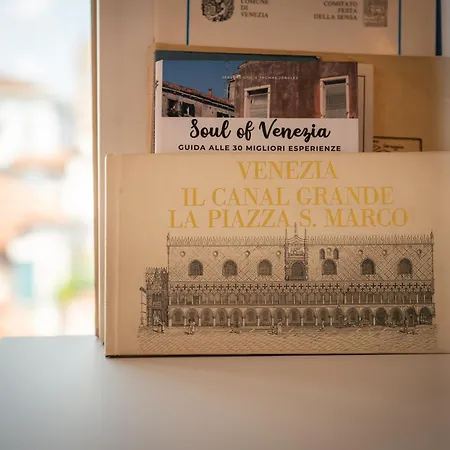 COMUNE
DI
VENEZIA
COMITATO
FESTA
DELLA SENSA
Soul of Venezia
GUIDA ALLE 30 MIGLIORI ESPERIENZE
VENEZIA
IL CANAL GRANDE
LA PIAZZA S. MARCO